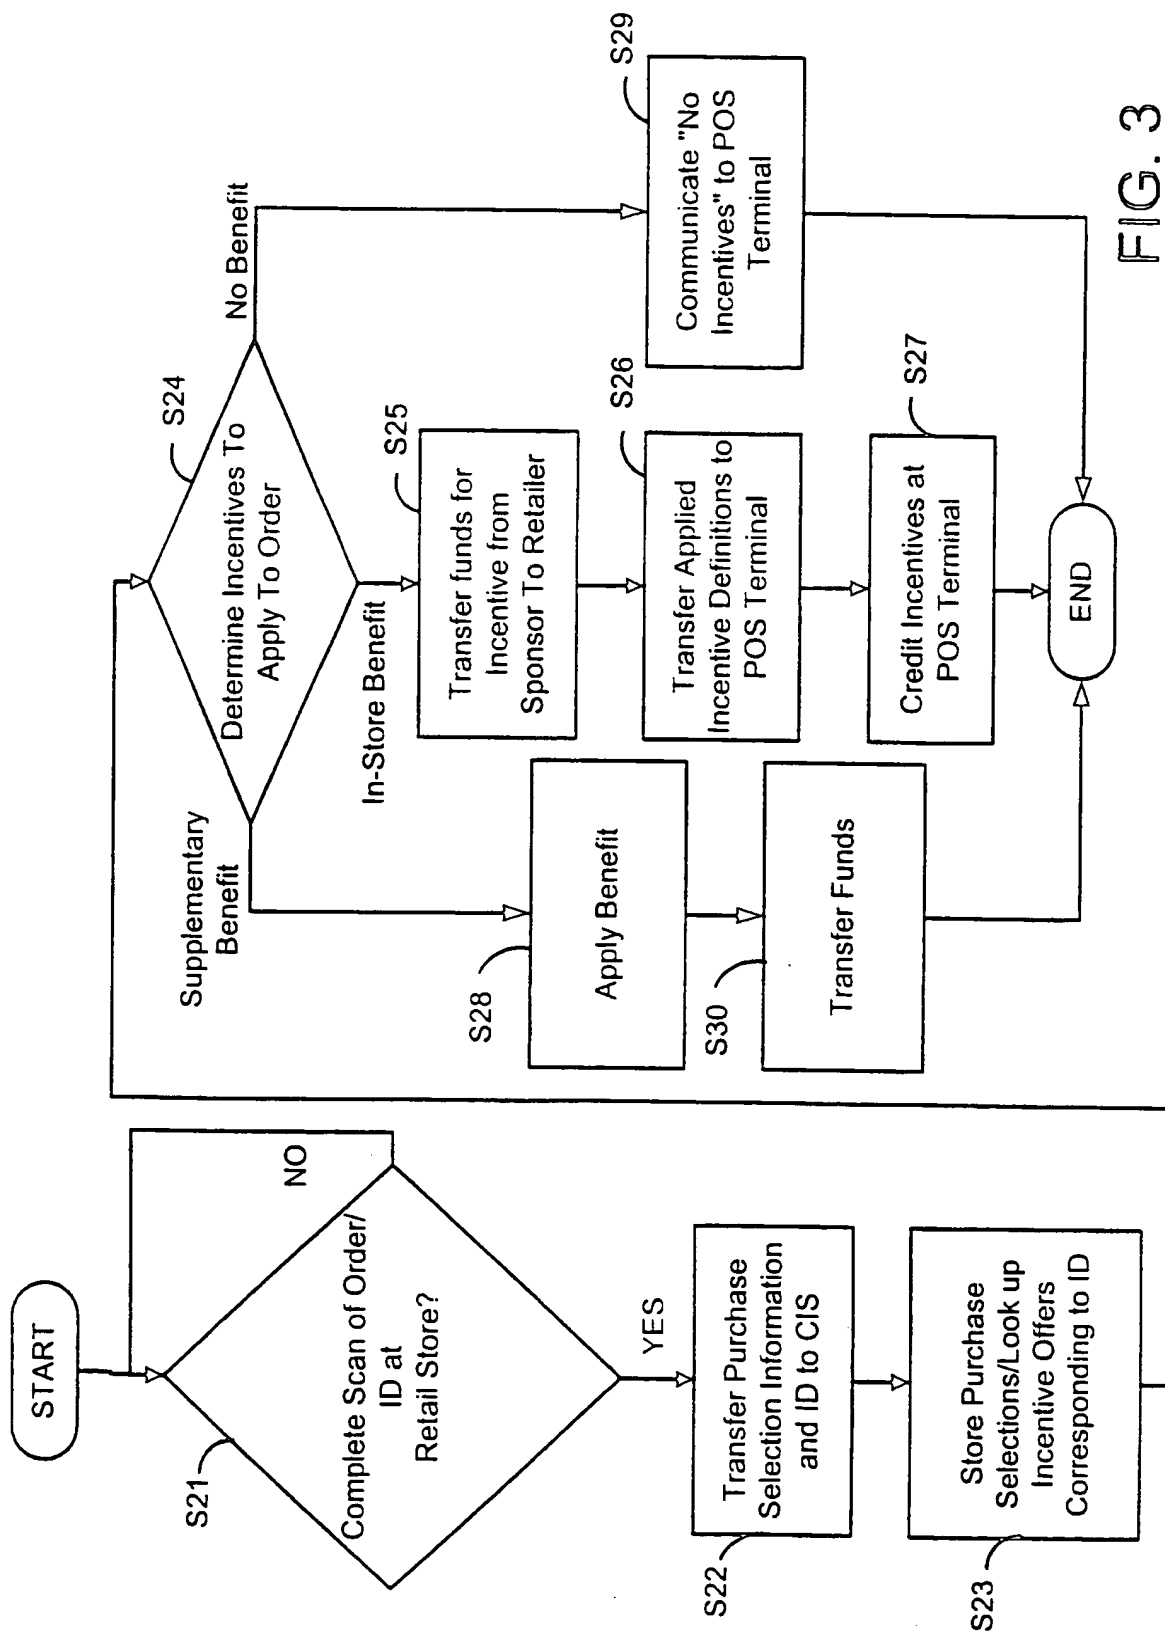 START
S21
Complete Scan of Order/
ID at
Retail Store?
NO
YES
S22
Transfer Purchase
Selection Information
and ID to CIS
S23
Store Purchase
Selections/Look up
Incentive Offers
Corresponding to ID
S24
Determine Incentives To
Apply To Order
Supplementary
Benefit
In-Store Benefit
No Benefit
S28
Apply Benefit
S30
Transfer Funds
S25
Transfer funds for
Incentive from
Sponsor To Retailer
S26
Transfer Applied
Incentive Definitions to
POS Terminal
S27
Credit Incentives at
POS Terminal
S29
Communicate "No
Incentives" to POS
Terminal
END
FIG. 3